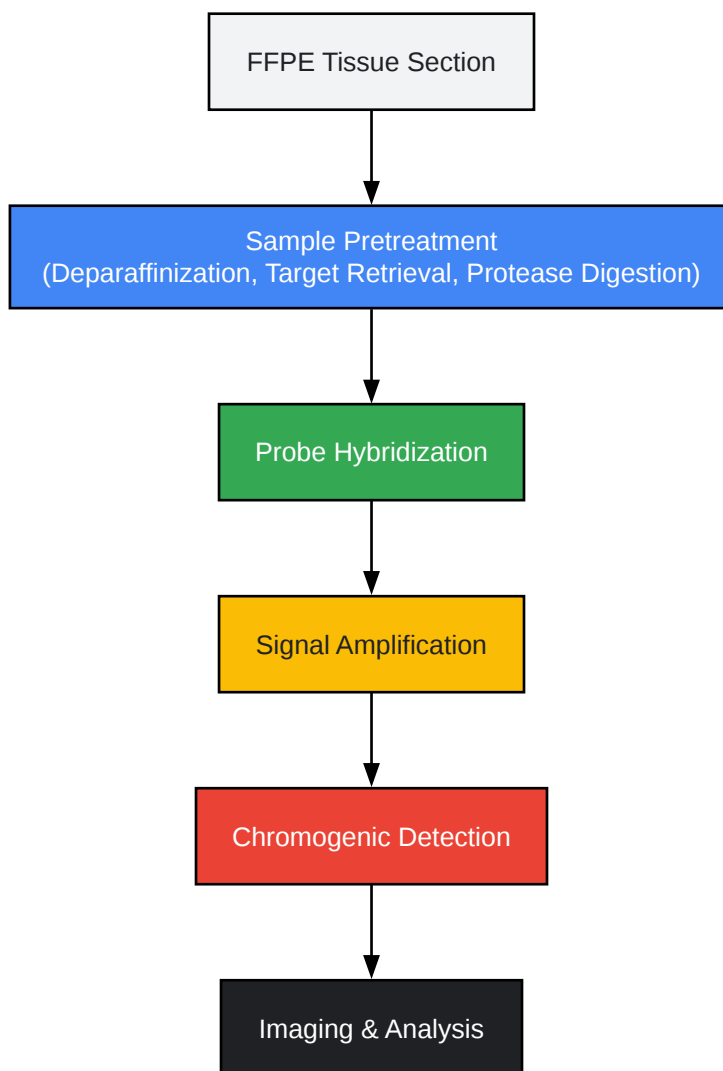 FFPE Tissue Section
Sample Pretreatment
(Deparaffinization, Target Retrieval, Protease Digestion)
Probe Hybridization
Signal Amplification
Chromogenic Detection
Imaging & Analysis